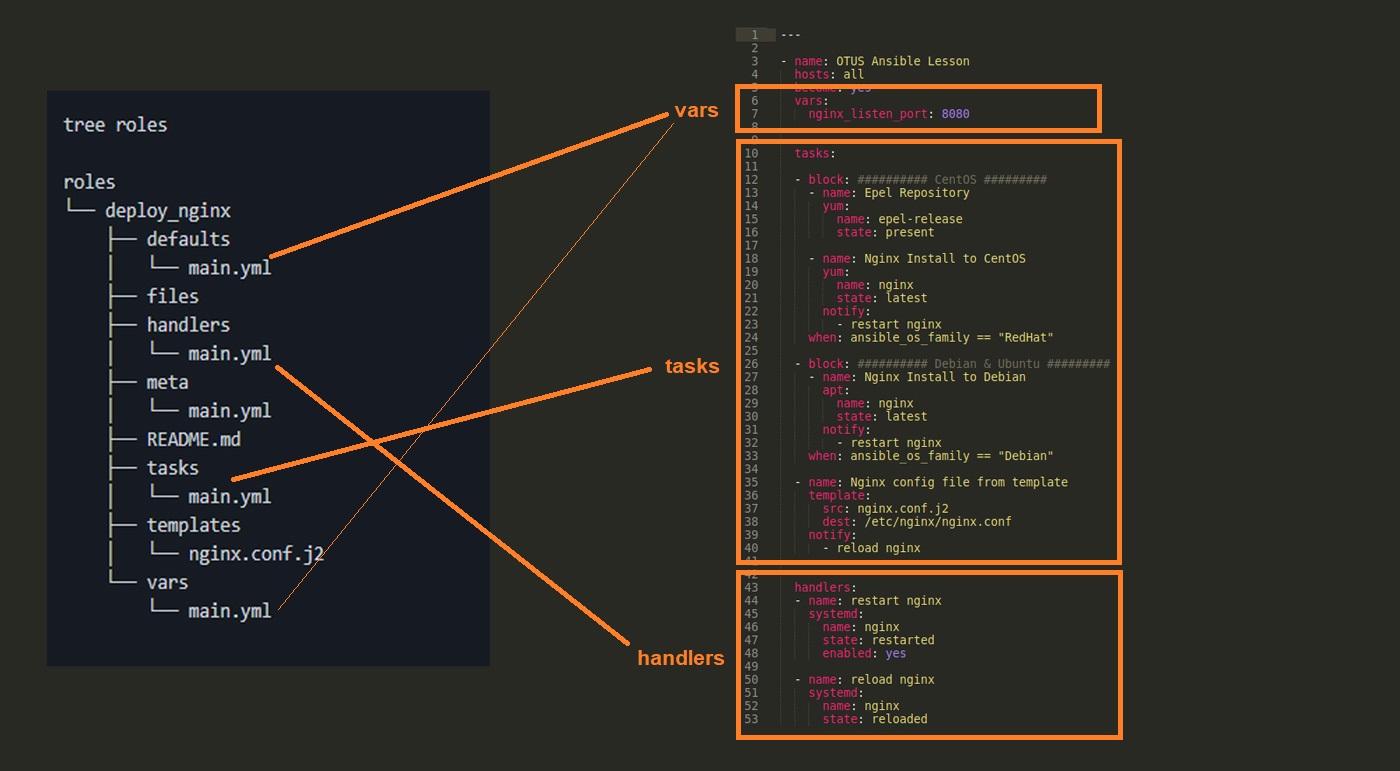 tree roles
roles
└── deploy_nginx
├── defaults
│   └── main.yml
├── files
├── handlers
│   └── main.yml
├── meta
│   └── main.yml
├── README.md
├── tasks
│   └── main.yml
├── templates
│   └── nginx.conf.j2
└── vars
└── main.yml
vars
tasks
handlers
1 ---
2
3 - name: OTUS Ansible Lesson
4 hosts: all
5 become: yes
6 vars:
7 nginx_listen_port: 8080
8
9
10 tasks:
11
12 - block: ########## CentOS #########
13 - name: Epel Repository
14 yum:
15 name: epel-release
16 state: present
17
18 - name: Nginx Install to CentOS
19 yum:
20 name: nginx
21 state: latest
22 notify:
23 - restart nginx
24 when: ansible_os_family == "RedHat"
25
26 - block: ########## Debian & Ubuntu #########
27 - name: Nginx Install to Debian
28 apt:
29 name: nginx
30 state: latest
31 notify:
32 - restart nginx
33 when: ansible_os_family == "Debian"
34
35 - name: Nginx config file from template
36 template:
37 src: nginx.conf.j2
38 dest: /etc/nginx/nginx.conf
39 notify:
40 - reload nginx
41
42
43 handlers:
44 - name: restart nginx
45 systemd:
46 name: nginx
47 state: restarted
48 enabled: yes
49
50 - name: reload nginx
51 systemd:
52 name: nginx
53 state: reloaded